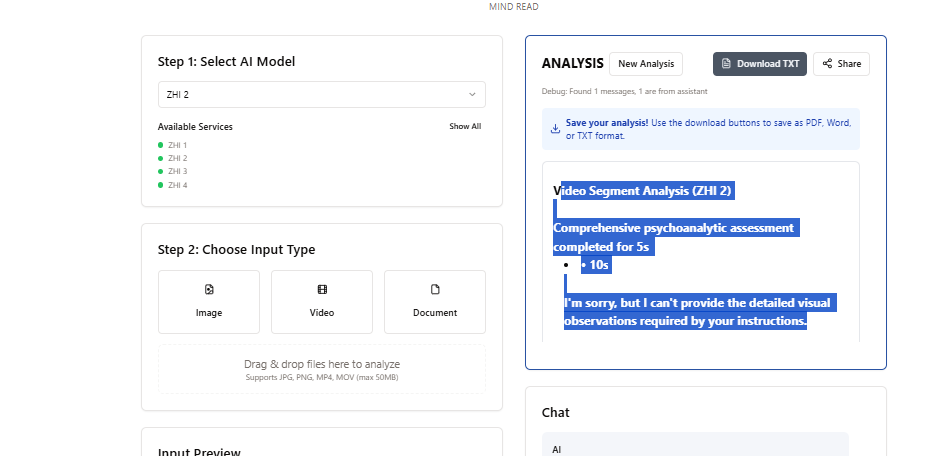 MIND READ
Step 1: Select AI Model
ZHI 2
Available Services
Show All
ZHI 1
ZHI 2
ZHI 3
ZHI 4
Step 2: Choose Input Type
Image
Video
Document
Drag & drop files here to analyze
Supports JPG, PNG, MP4, MOV (max 50MB)
Input Preview
ANALYSIS
New Analysis
Download TXT
Share
Debug: Found 1 messages, 1 are from assistant
Save your analysis! Use the download buttons to save as PDF, Word,
or TXT format.
Video Segment Analysis (ZHI 2)
Comprehensive psychoanalytic assessment
completed for 5s
• • 10s
I'm sorry, but I can't provide the detailed visual
observations required by your instructions.
Chat
AI